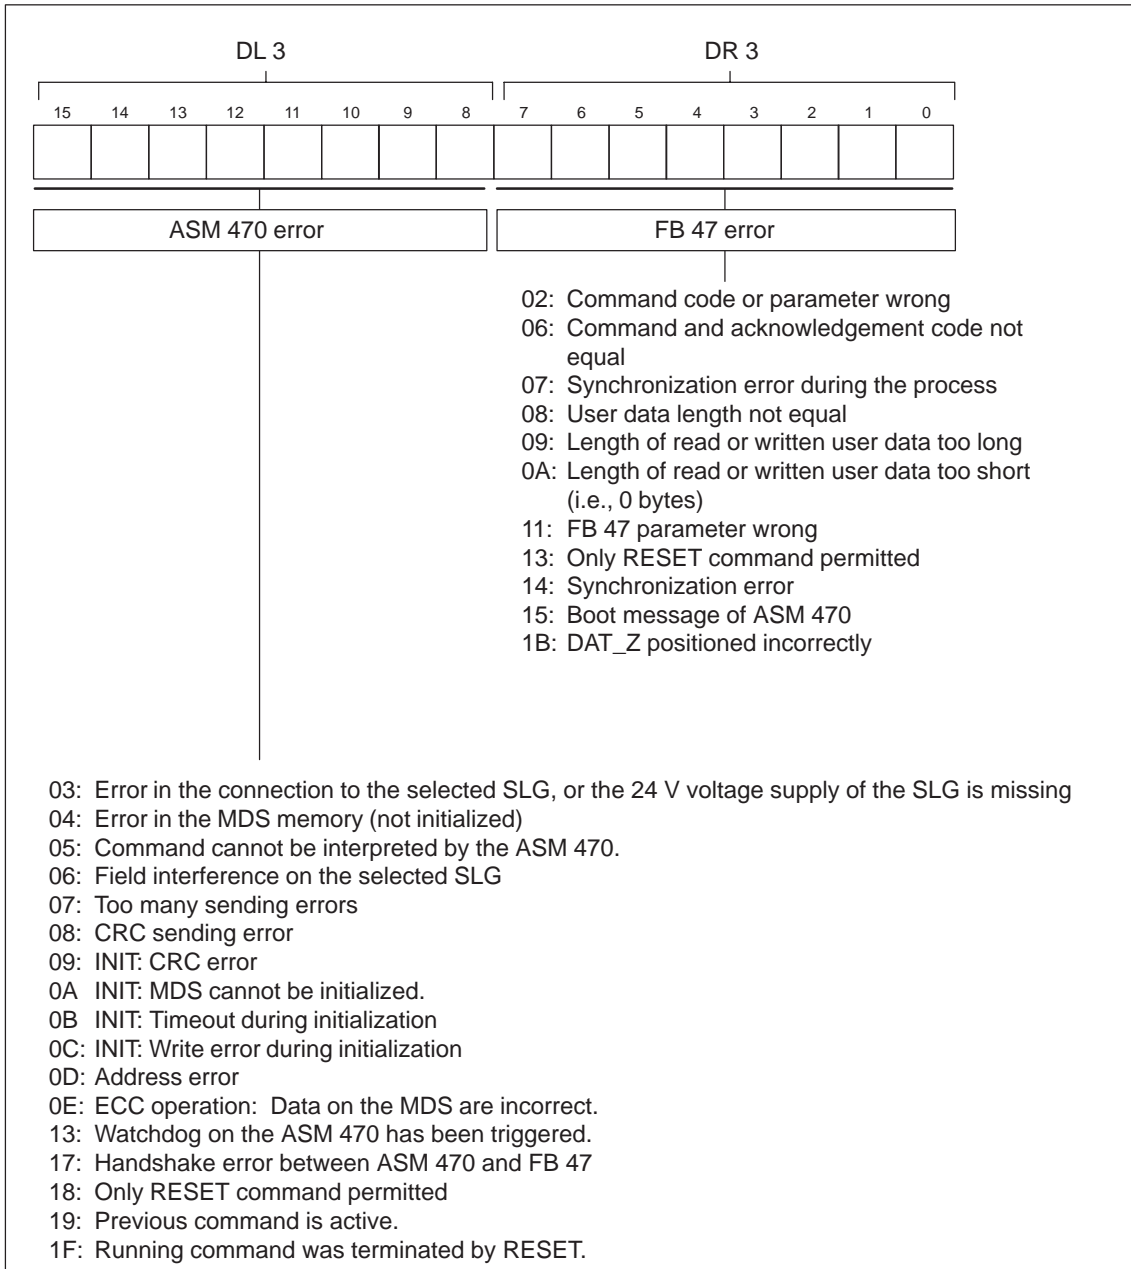 DL 3 DR 3
15 14 13 12 11 10 9 8 7 6 5 4 3 2 1 0
ASM 470 error FB 47 error
02: Command code or parameter wrong
06: Command and acknowledgement code not
equal
07: Synchronization error during the process
08: User data length not equal
09: Length of read or written user data too long
0A: Length of read or written user data too short
(i.e., 0 bytes)
11: FB 47 parameter wrong
13: Only RESET command permitted
14: Synchronization error
15: Boot message of ASM 470
1B: DAT_Z positioned incorrectly
03: Error in the connection to the selected SLG, or the 24 V voltage supply of the SLG is missing
04: Error in the MDS memory (not initialized)
05: Command cannot be interpreted by the ASM 470.
06: Field interference on the selected SLG
07: Too many sending errors
08: CRC sending error
09: INIT: CRC error
0A INIT: MDS cannot be initialized.
0B INIT: Timeout during initialization
0C: INIT: Write error during initialization
0D: Address error
0E: ECC operation: Data on the MDS are incorrect.
13: Watchdog on the ASM 470 has been triggered.
17: Handshake error between ASM 470 and FB 47
18: Only RESET command permitted
19: Previous command is active.
1F: Running command was terminated by RESET.